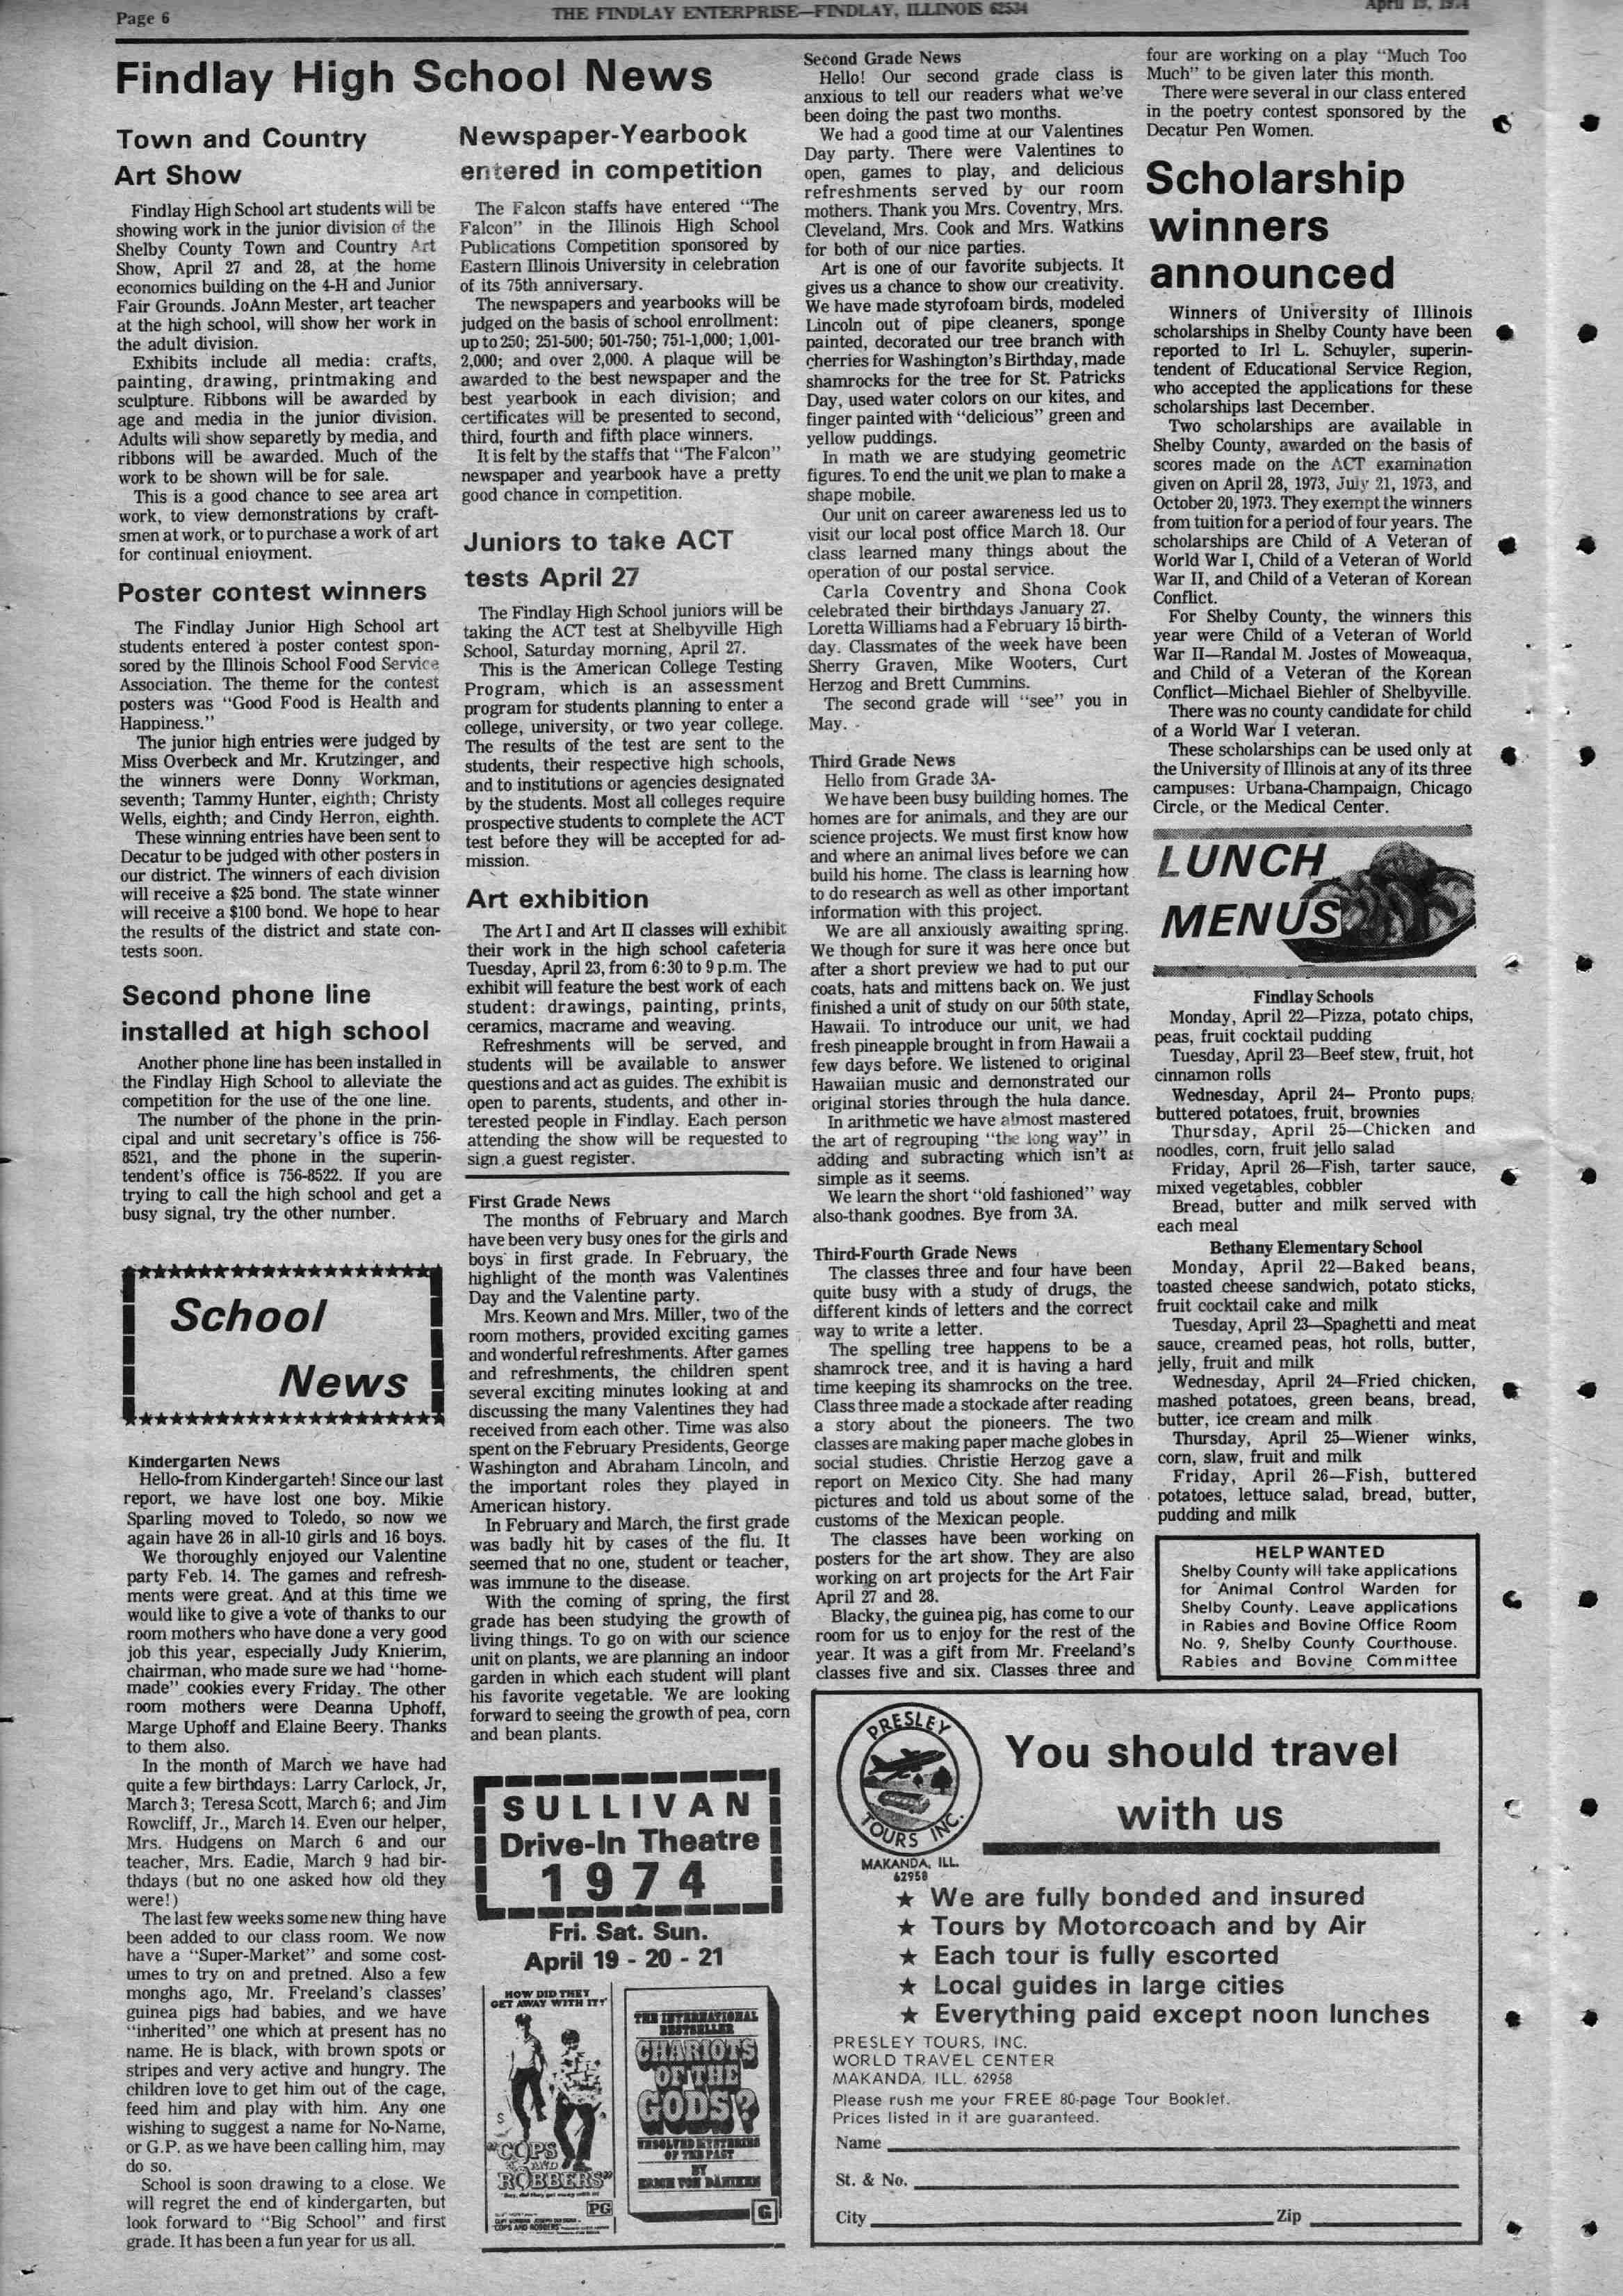 Page 6
THE FINDLAY ENTERPRISE—FINDLAY, ILLINOIS 62534
Findlay High School News
Town and Country
Art Show
Findlay High School art students will be
showing work in the junior division of the
Shelby County Town and Country Art
Show, April 27 and 28, at the home
economics building on the 4-H and Junior
Fair Grounds. JoAnn Mester, art teacher
at the high school, will show her work in
the adult division.
Exhibits include all media: crafts,
painting, drawing, printmaking and
sculpture. Ribbons will be awarded by
age and media in the junior division.
Adults will show separetly by media, and
ribbons will be awarded. Much of the
work to be shown will be for sale.
This is a good chance to see area art
work, to view demonstrations by craft-
smen at work, or to purchase a work of art
for continual enjoyment.
Poster contest winners
The Findlay Junior High School art
students entered a poster contest spon-
sored by the Illinois School Food Service
Association. The theme for the contest
posters was "Good Food is Health and
Happiness."
The junior high entries were judged by
Miss Overbeck and Mr. Krutzinger, and
the winners were Donny Workman,
seventh; Tammy Hunter, eighth; Christy
Wells, eighth; and Cindy Herron, eighth.
These winning entries have been sent to
Decatur to be judged with other posters in
our district. The winners of each division
will receive a $25 bond. The state winner
will receive a $100 bond. We hope to hear
the results of the district and state con-
tests soon.
Second phone line
installed at high school
Another phone line has been installed in
the Findlay High School to alleviate the
competition for the use of the one line.
The number of the phone in the prin-
cipal and unit secretary's office is 756-
8521, and the phone in the superin-
tendent's office is 756-8522. If you are
trying to call the high school and get a
busy signal, try the other number.
School
News
Kindergarten News
Hello-from Kindergarteh! Since our last
report, we have lost one boy. Mikie
Sparling moved to Toledo, so now we
again have 26 in all-10 girls and 16 boys.
We thoroughly enjoyed our Valentine
party Feb. 14. The games and refresh-
ments were great. And at this time we
would like to give a vote of thanks to our
room mothers who have done a very good
job this year, especially Judy Knierim,
chairman, who made sure we had "home-
made" cookies every Friday. The other
room mothers were Deanna Uphoff,
Marge Uphoff and Elaine Beery. Thanks
to them also.
In the month of March we have had
quite a few birthdays: Larry Carlock, Jr,
March 3; Teresa Scott, March 6; and Jim
Rowcliff, Jr., March 14. Even our helper,
Mrs. Hudgens on March 6 and our
teacher, Mrs. Eadie, March 9 had bir-
thdays (but no one asked how old they
were!)
The last few weeks some new thing have
been added to our class room. We now
have a "Super-Market" and some cost-
umes to try on and pretned. Also a few
monghs ago, Mr. Freeland's classes'
guinea pigs had babies, and we have
"inherited" one which at present has no
name. He is black, with brown spots or
stripes and very active and hungry. The
children love to get him out of the cage,
feed him and play with him. Any one
wishing to suggest a name for No-Name,
or G.P. as we have been calling him, may
do so.
School is soon drawing to a close. We
will regret the end of kindergarten, but
look forward to "Big School" and first
grade. It has been a fun year for us all.
Newspaper-Yearbook
entered in competition
The Falcon staffs have entered "The
Falcon" in the Illinois High School
Publications Competition sponsored by
Eastern Illinois University in celebration
of its 75th anniversary.
The newspapers and yearbooks will be
judged on the basis of school enrollment:
up to 250; 251-500; 501-750; 751-1,000; 1,001-
2,000; and over 2,000. A plaque will be
awarded to the best newspaper and the
best yearbook in each division; and
certificates will be presented to second,
third, fourth and fifth place winners.
It is felt by the staffs that "The Falcon"
newspaper and yearbook have a pretty
good chance in competition.
Juniors to take ACT
tests April 27
The Findlay High School juniors will be
taking the ACT test at Shelbyville High
School, Saturday morning, April 27.
This is the American College Testing
Program, which is an assessment
program for students planning to enter a
college, university, or two year college.
The results of the test are sent to the
students, their respective high schools,
and to institutions or agencies designated
by the students. Most all colleges require
prospective students to complete the ACT
test before they will be accepted for ad-
mission.
Art exhibition
The Art I and Art II classes will exhibit
their work in the high school cafeteria
Tuesday, April 23, from 6:30 to 9 p.m. The
exhibit will feature the best work of each
student: drawings, painting, prints,
ceramics, macrame and weaving.
Refreshments will be served, and
students will be available to answer
questions and act as guides. The exhibit is
open to parents, students, and other in-
terested people in Findlay. Each person
attending the show will be requested to
sign a guest register.
First Grade News
The months of February and March
have been very busy ones for the girls and
boys in first grade. In February, the
highlight of the month was Valentines
Day and the Valentine party.
Mrs. Keown and Mrs. Miller, two of the
room mothers, provided exciting games
and wonderful refreshments. After games
and refreshments, the children spent
several exciting minutes looking at and
discussing the many Valentines they had
received from each other. Time was also
spent on the February Presidents, George
Washington and Abraham Lincoln, and
the important roles they played in
American history.
In February and March, the first grade
was badly hit by cases of the flu. It
seemed that no one, student or teacher,
was immune to the disease.
With the coming of spring, the first
grade has been studying the growth of
living things. To go on with our science
unit on plants, we are planning an indoor
garden in which each student will plant
his favorite vegetable. We are looking
forward to seeing the growth of pea, corn
and bean plants.
SULLIVAN
Drive-In Theatre
1974
Fri. Sat. Sun.
April 19 - 20 - 21
HOW DID THEY
GET AWAY WITH IT?
"COPS
AND
ROBBERS"
PG
THE INTERNATIONAL
BESTSELLER
CHARIOTS
OF THE
GODS?
UNSOLVED MYSTERIES
OF THE PAST
BY
ERICH VON DÄNIKEN
G
Second Grade News
Hello! Our second grade class is
anxious to tell our readers what we've
been doing the past two months.
We had a good time at our Valentines
Day party. There were Valentines to
open, games to play, and delicious
refreshments served by our room
mothers. Thank you Mrs. Coventry, Mrs.
Cleveland, Mrs. Cook and Mrs. Watkins
for both of our nice parties.
Art is one of our favorite subjects. It
gives us a chance to show our creativity.
We have made styrofoam birds, modeled
Lincoln out of pipe cleaners, sponge
painted, decorated our tree branch with
cherries for Washington's Birthday, made
shamrocks for the tree for St. Patricks
Day, used water colors on our kites, and
finger painted with "delicious" green and
yellow puddings.
In math we are studying geometric
figures. To end the unit we plan to make a
shape mobile.
Our unit on career awareness led us to
visit our local post office March 18. Our
class learned many things about the
operation of our postal service.
Carla Coventry and Shona Cook
celebrated their birthdays January 27.
Loretta Williams had a February 15 birth-
day. Classmates of the week have been
Sherry Graven, Mike Wooters, Curt
Herzog and Brett Cummins.
The second grade will "see" you in
May.
Third Grade News
Hello from Grade 3A-
We have been busy building homes. The
homes are for animals, and they are our
science projects. We must first know how
and where an animal lives before we can
build his home. The class is learning how
to do research as well as other important
information with this project.
We are all anxiously awaiting spring.
We though for sure it was here once but
after a short preview we had to put our
coats, hats and mittens back on. We just
finished a unit of study on our 50th state,
Hawaii. To introduce our unit, we had
fresh pineapple brought in from Hawaii a
few days before. We listened to original
Hawaiian music and demonstrated our
original stories through the hula dance.
In arithmetic we have almost mastered
the art of regrouping "the long way" in
adding and subracting which isn't as
simple as it seems.
We learn the short "old fashioned" way
also-thank goodnes. Bye from 3A.
Third-Fourth Grade News
The classes three and four have been
quite busy with a study of drugs, the
different kinds of letters and the correct
way to write a letter.
The spelling tree happens to be a
shamrock tree, and it is having a hard
time keeping its shamrocks on the tree.
Class three made a stockade after reading
a story about the pioneers. The two
classes are making paper mache globes in
social studies. Christie Herzog gave a
report on Mexico City. She had many
pictures and told us about some of the
customs of the Mexican people.
The classes have been working on
posters for the art show. They are also
working on art projects for the Art Fair
April 27 and 28.
Blacky, the guinea pig, has come to our
room for us to enjoy for the rest of the
year. It was a gift from Mr. Freeland's
classes five and six. Classes three and
four are working on a play "Much Too
Much" to be given later this month.
There were several in our class entered
in the poetry contest sponsored by the
Decatur Pen Women.
Scholarship
winners
announced
Winners of University of Illinois
scholarships in Shelby County have been
reported to Irl L. Schuyler, superin-
tendent of Educational Service Region,
who accepted the applications for these
scholarships last December.
Two scholarships are available in
Shelby County, awarded on the basis of
scores made on the ACT examination
given on April 28, 1973, July 21, 1973, and
October 20, 1973. They exempt the winners
from tuition for a period of four years. The
scholarships are Child of A Veteran of
World War I, Child of a Veteran of World
War II, and Child of a Veteran of Korean
Conflict.
For Shelby County, the winners this
year were Child of a Veteran of World
War II—Randal M. Jostes of Moweaqua,
and Child of a Veteran of the Korean
Conflict—Michael Biehler of Shelbyville.
There was no county candidate for child
of a World War I veteran.
These scholarships can be used only at
the University of Illinois at any of its three
campuses: Urbana-Champaign, Chicago
Circle, or the Medical Center.
LUNCH
MENUS
Findlay Schools
Monday, April 22—Pizza, potato chips,
peas, fruit cocktail pudding
Tuesday, April 23—Beef stew, fruit, hot
cinnamon rolls
Wednesday, April 24— Pronto pups,
buttered potatoes, fruit, brownies
Thursday, April 25—Chicken and
noodles, corn, fruit jello salad
Friday, April 26—Fish, tarter sauce,
mixed vegetables, cobbler
Bread, butter and milk served with
each meal
Bethany Elementary School
Monday, April 22—Baked beans,
toasted cheese sandwich, potato sticks,
fruit cocktail cake and milk
Tuesday, April 23—Spaghetti and meat
sauce, creamed peas, hot rolls, butter,
jelly, fruit and milk
Wednesday, April 24—Fried chicken,
mashed potatoes, green beans, bread,
butter, ice cream and milk
Thursday, April 25—Wiener winks,
corn, slaw, fruit and milk
Friday, April 26—Fish, buttered
potatoes, lettuce salad, bread, butter,
pudding and milk
HELP WANTED
Shelby County will take applications
for Animal Control Warden for
Shelby County. Leave applications
in Rabies and Bovine Office Room
No. 9, Shelby County Courthouse.
Rabies and Bovine Committee
PRESLEY
TOURS INC.
MAKANDA, ILL.
62958
You should travel
with us
★ We are fully bonded and insured
★ Tours by Motorcoach and by Air
★ Each tour is fully escorted
★ Local guides in large cities
★ Everything paid except noon lunches
PRESLEY TOURS, INC.
WORLD TRAVEL CENTER
MAKANDA, ILL. 62958
Please rush me your FREE 80-page Tour Booklet.
Prices listed in it are guaranteed.
Name
St. & No.
City Zip